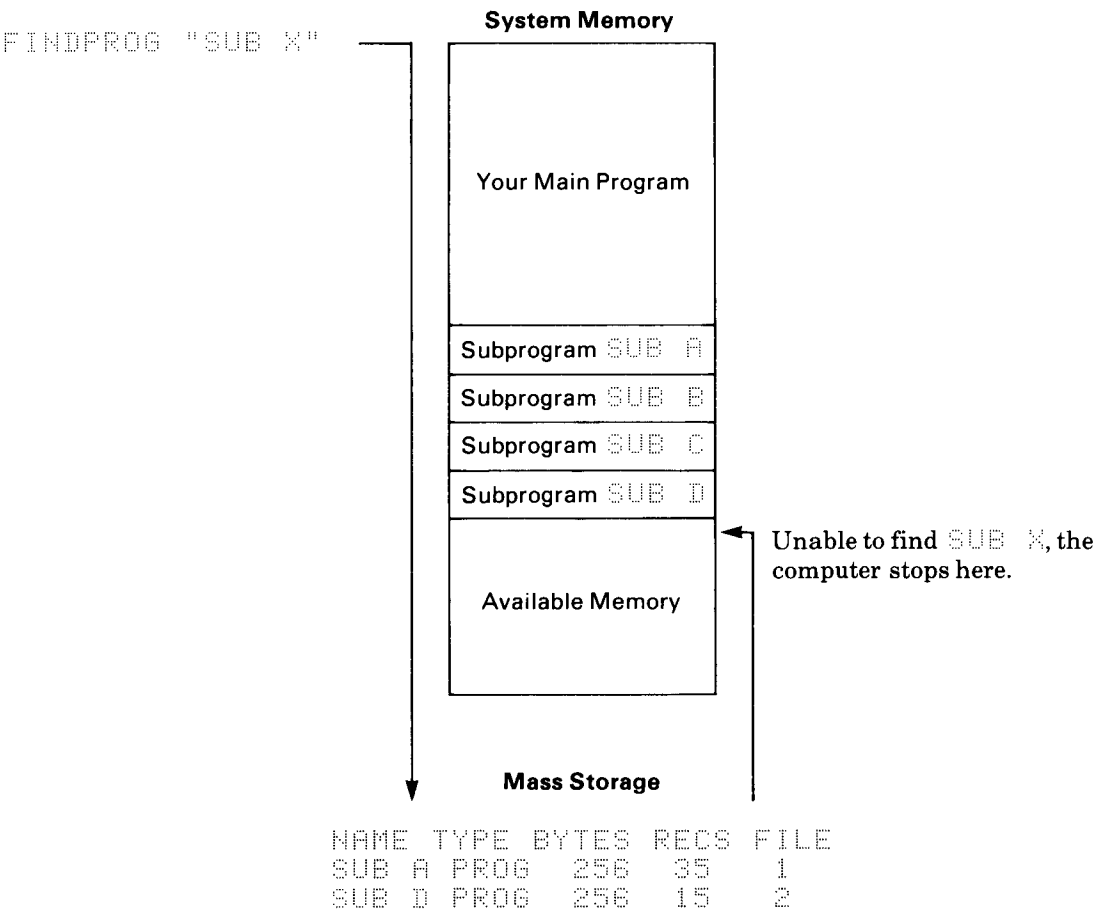 System Memory
FINDPROG "SUB X"
Your Main Program
Subprogram SUB A
Subprogram SUB B
Subprogram SUB C
Subprogram SUB D
Unable to find SUB X, the
computer stops here.
Available Memory
Mass Storage
NAME TYPE BYTES RECS FILE
SUB A PROG 256 35 1
SUB D PROG 256 15 2